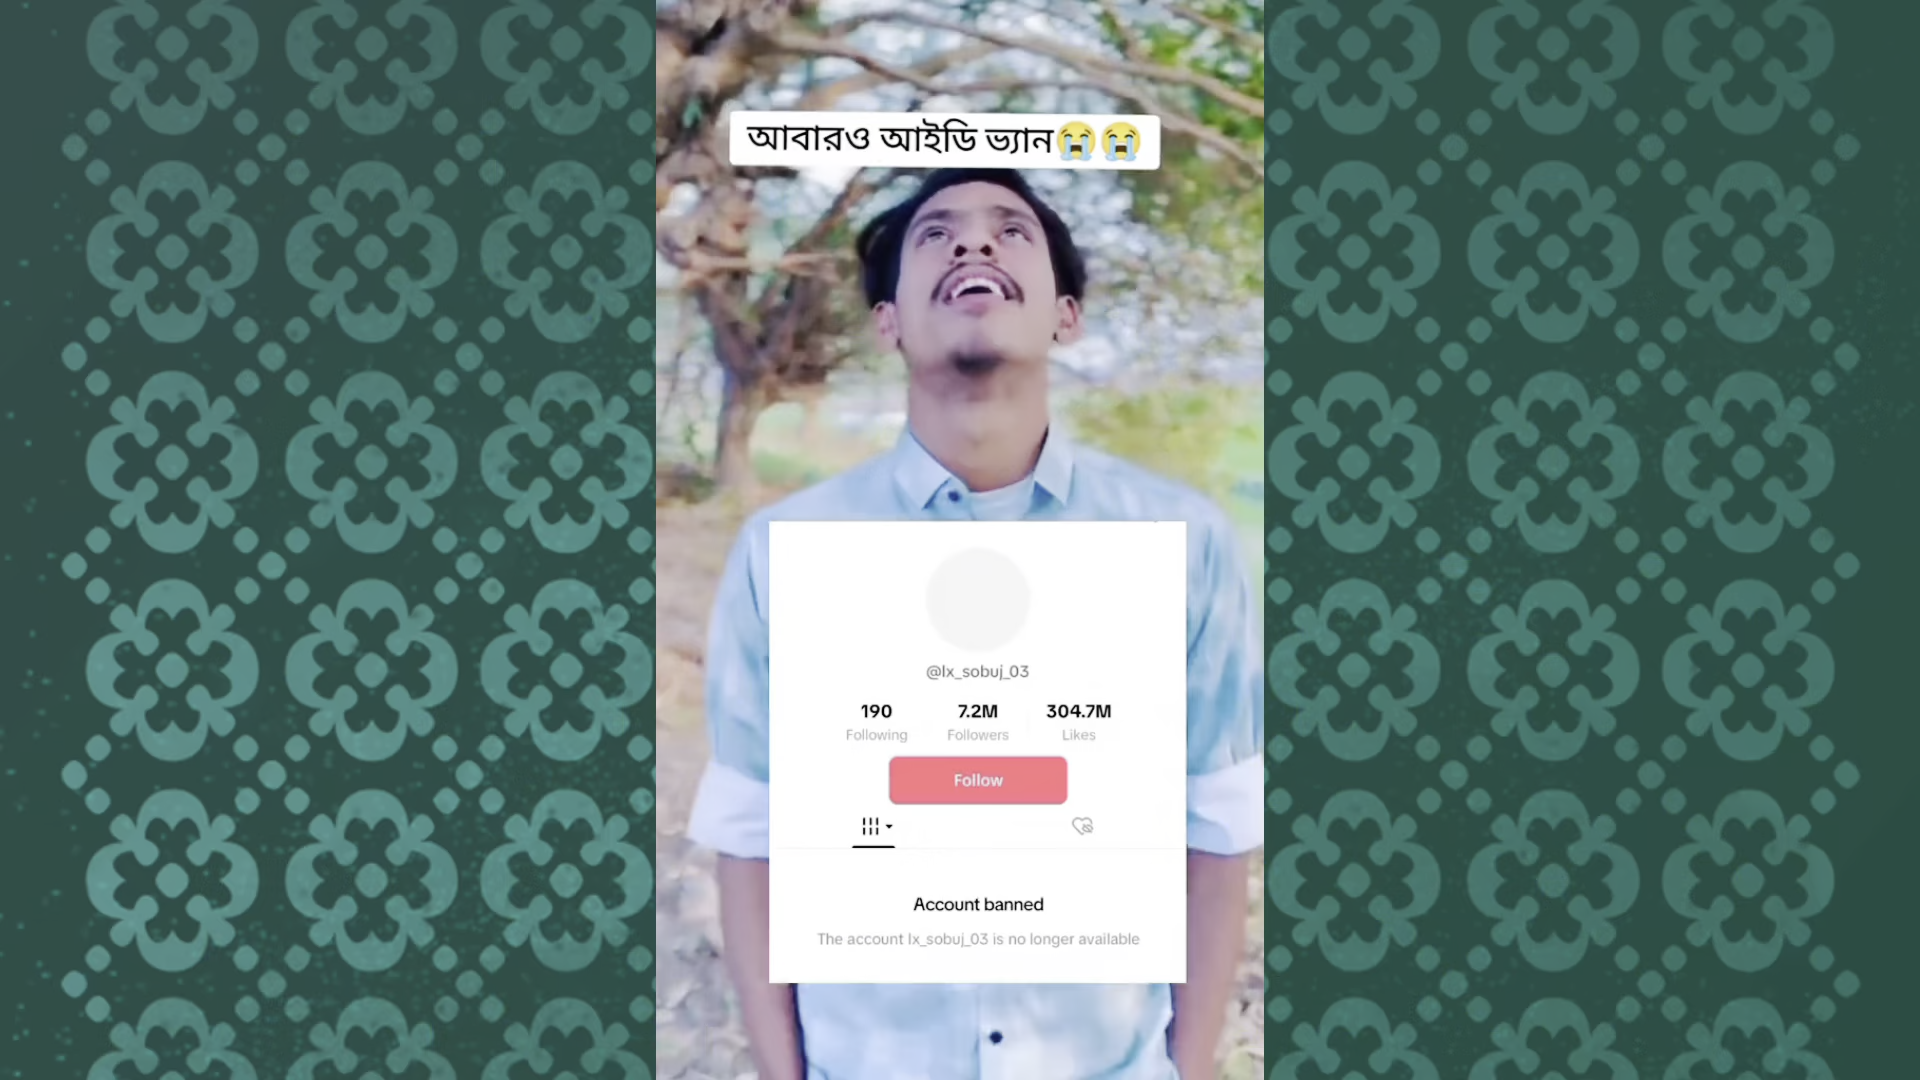 আবারও আইডি ভ্যান😭😭
@lx_sobuj_03
190 7.2M 304.7M
Following Followers Likes
Follow
Account banned
The account lx_sobuj_03 is no longer available